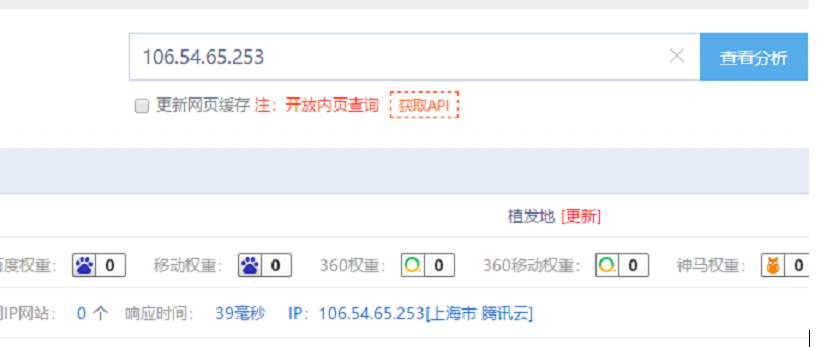 106.54.65.253 查看分析
更新网页缓存 注：开放内页查询 获取API
植发地 [更新]
百度权重： 0 移动权重： 0 360权重： 0 360移动权重： 0 神马权重： 0
同IP网站： 0 个 响应时间： 39毫秒 IP：106.54.65.253[上海市 腾讯云]